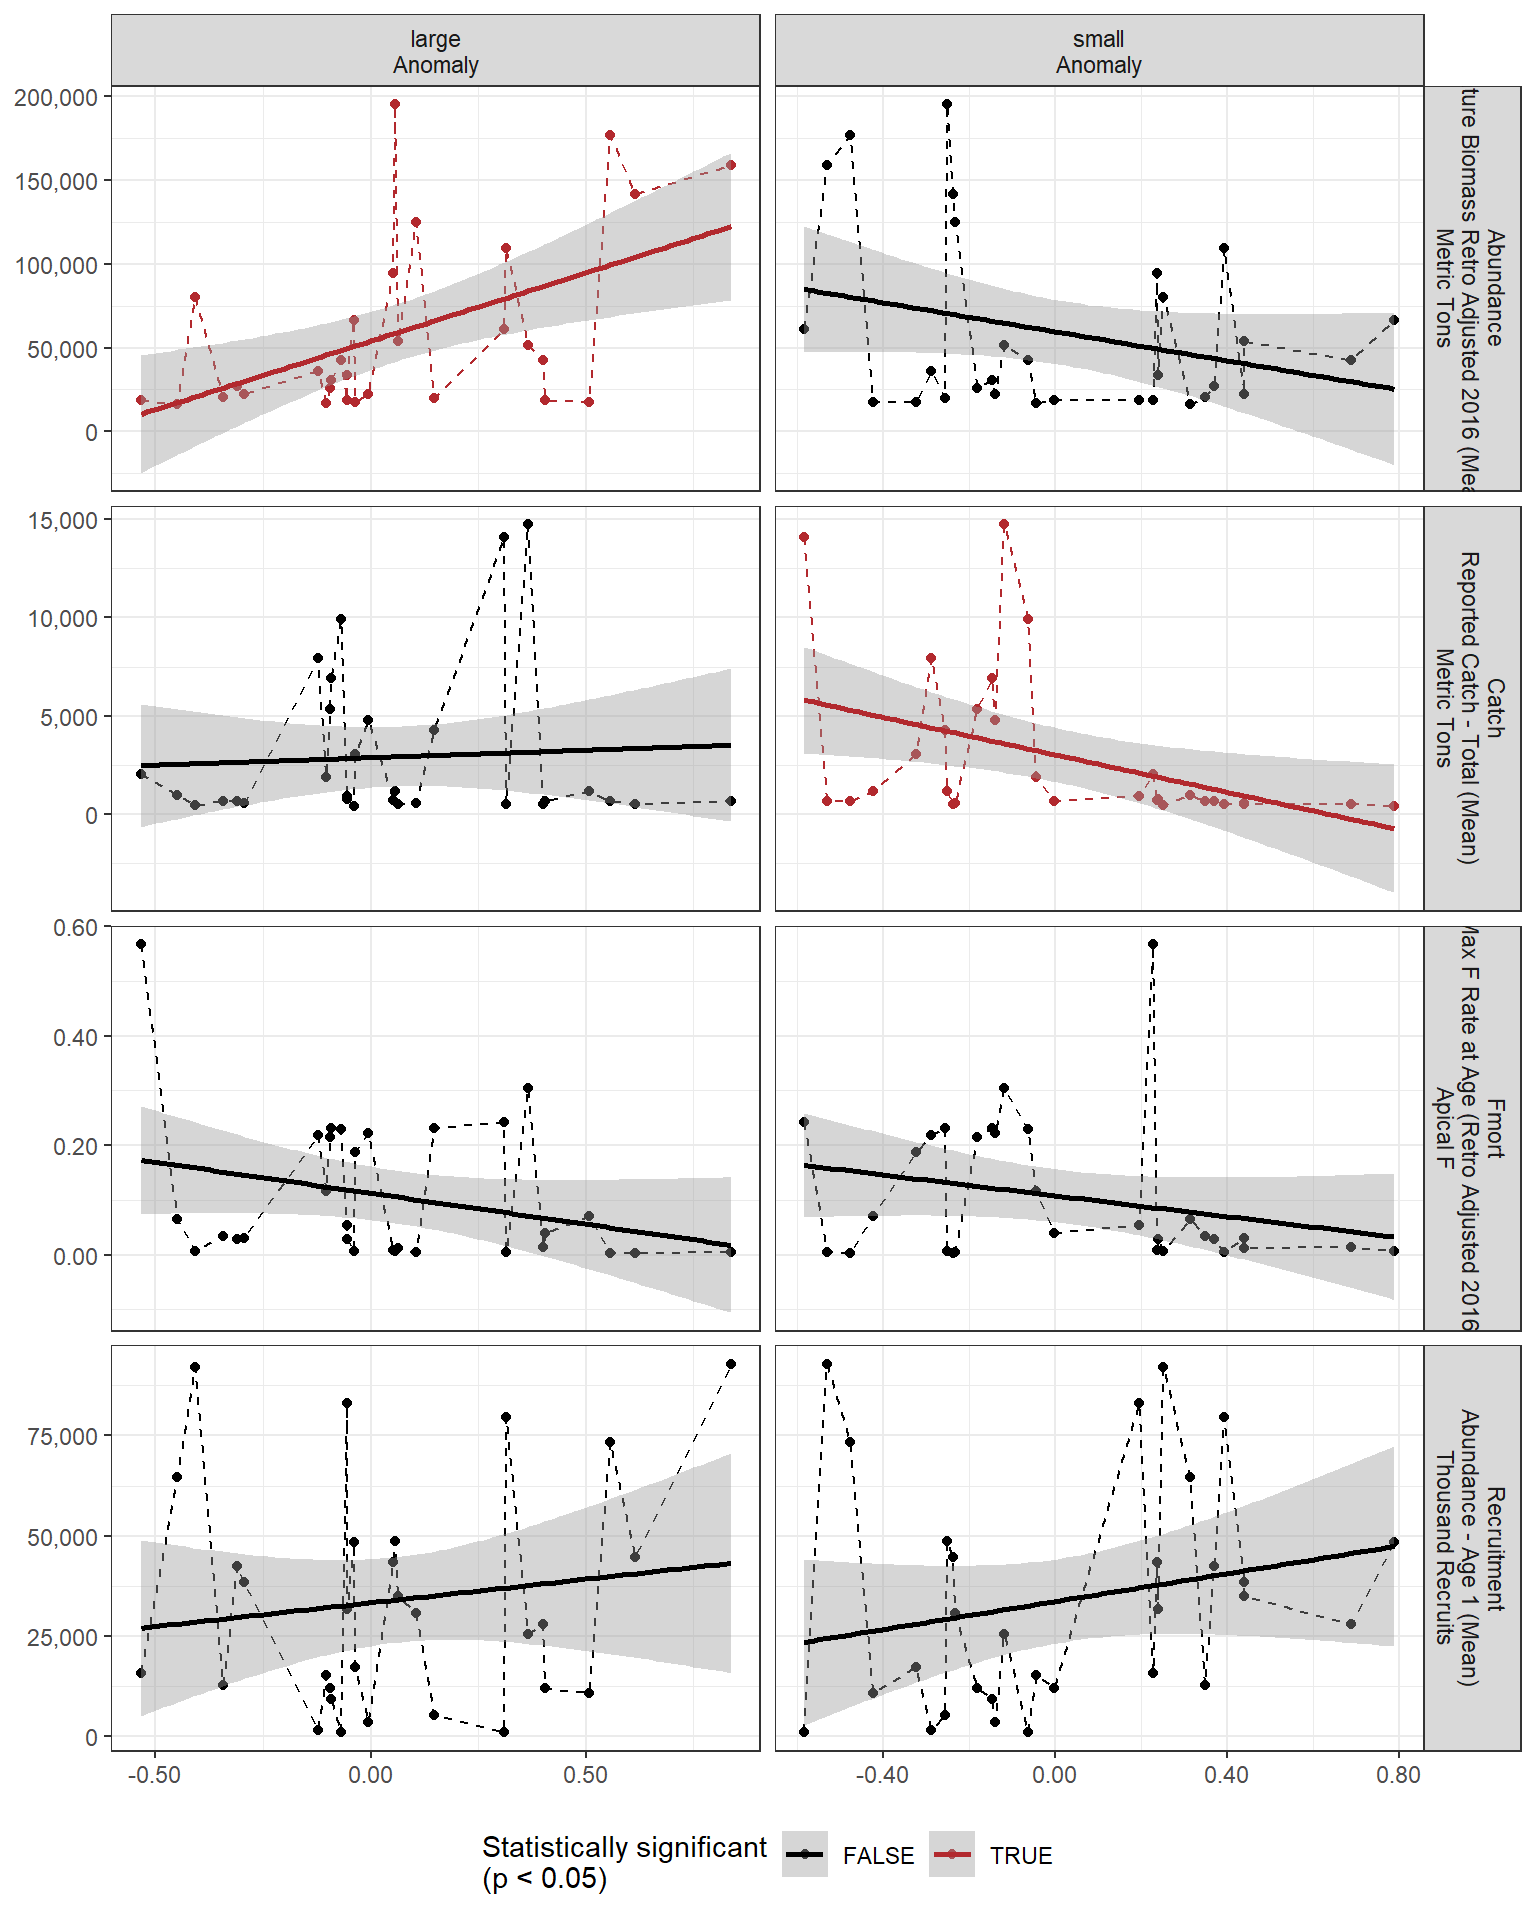 large
Anomaly
small
Anomaly
200,000
150,000
100,000
50,000
0
Abundance
Biomass Retro Adjusted 2016
Metric Tons
15,000
10,000
5,000
0
Catch
Reported Catch - Total (Mean)
Metric Tons
0.60
0.40
0.20
0.00
Fmort
Max F Rate at Age (Retro Adjusted 2016
Apical F
75,000
50,000
25,000
0
Recruitment
Abundance - Age 1 (Mean)
Thousand Recruits
-0.50
0.00
0.50
-0.40
0.00
0.40
0.80
Statistically significant
(p < 0.05)
FALSE
TRUE